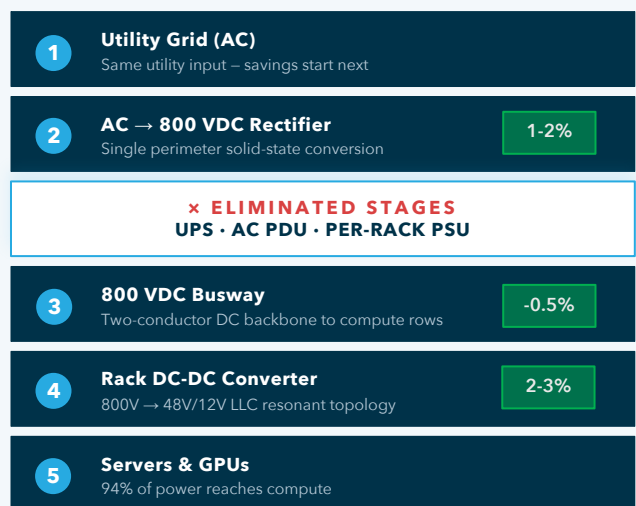 1
Utility Grid (AC)
Same utility input – savings start next
2
AC → 800 VDC Rectifier
Single perimeter solid-state conversion
1-2%
× ELIMINATED STAGES
UPS · AC PDU · PER-RACK PSU
3
800 VDC Busway
Two-conductor DC backbone to compute rows
-0.5%
4
Rack DC-DC Converter
800V → 48V/12V LLC resonant topology
2-3%
5
Servers & GPUs
94% of power reaches compute